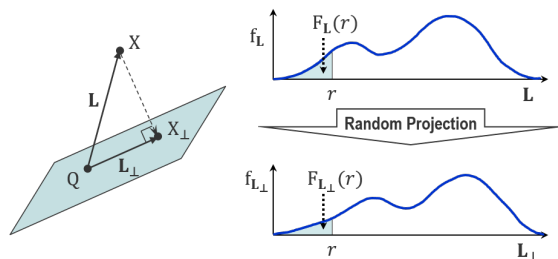 X
L
X⊥
L⊥
Q
f_L
F_L(r)
r
L
Random Projection
f_L⊥
F_L⊥(r)
r
L⊥